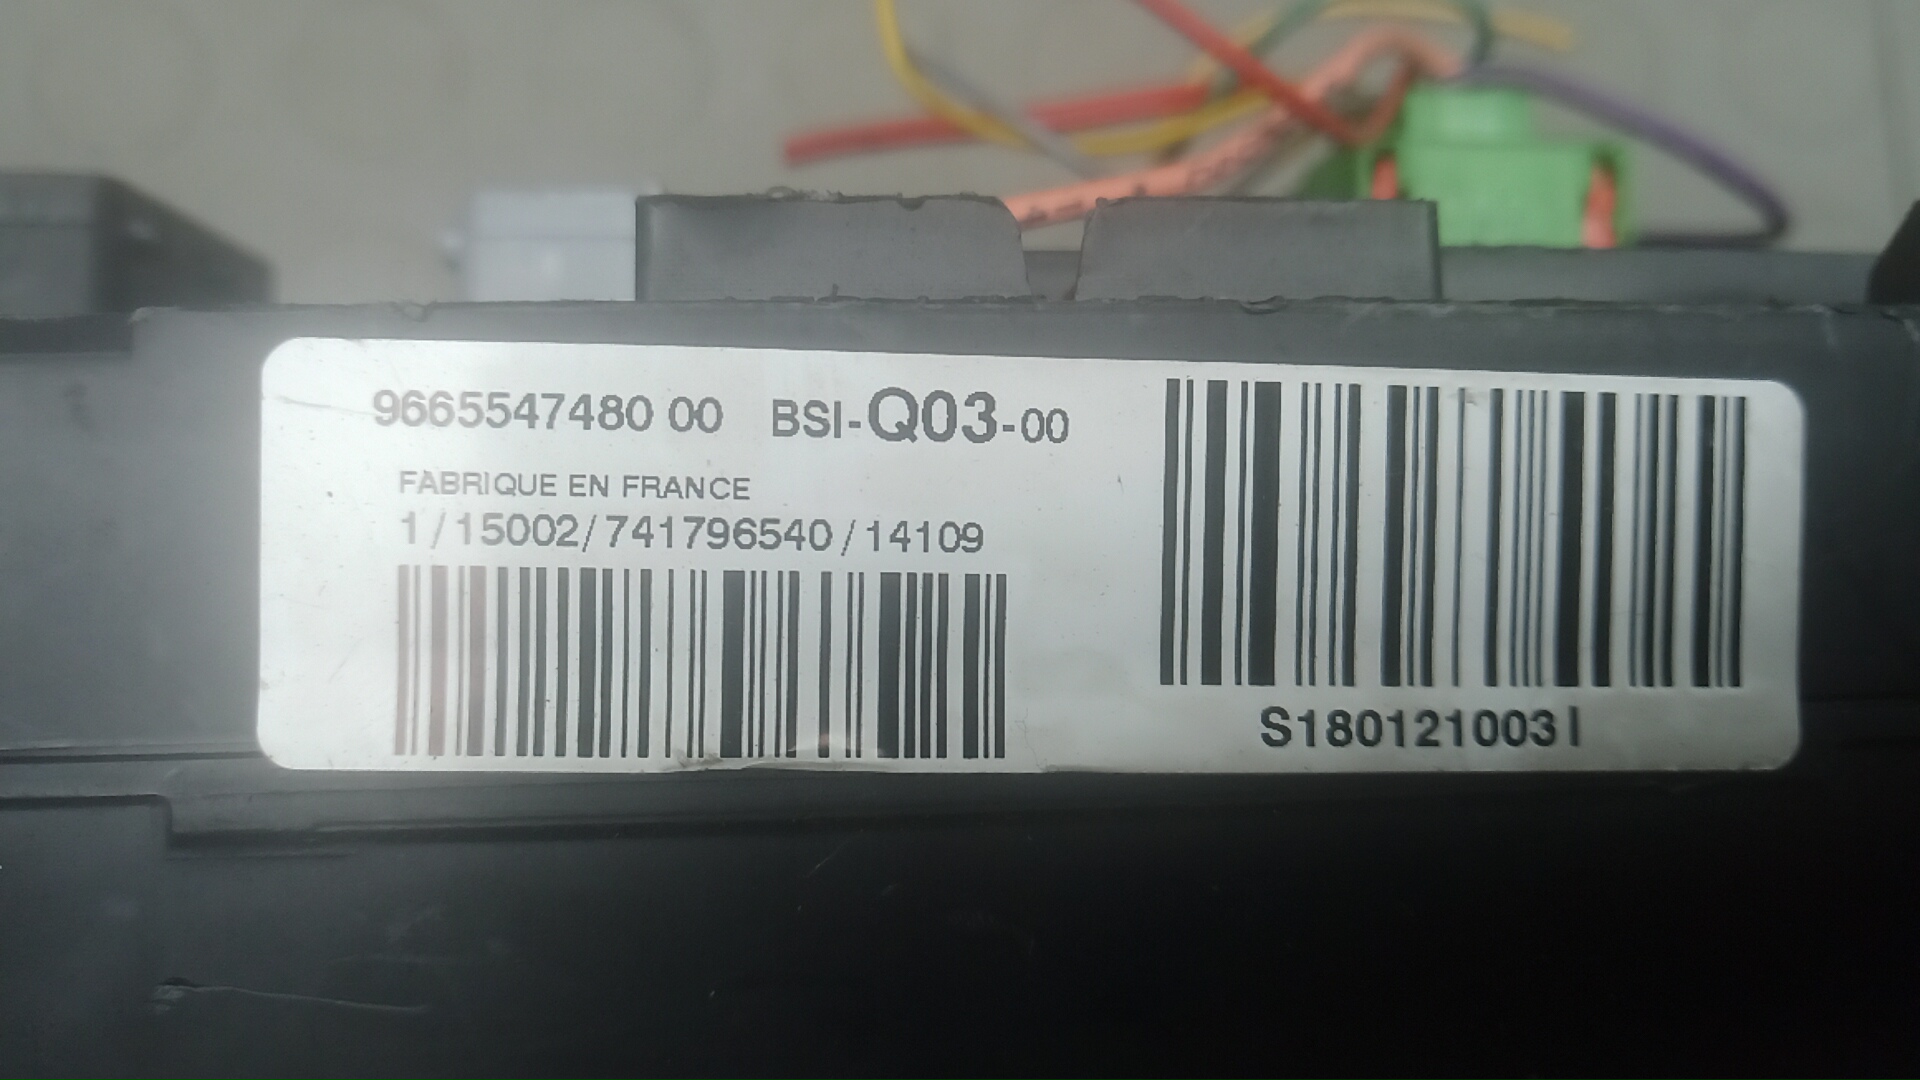 9665547480 00 BSI-Q03-00
FABRIQUE EN FRANCE
1/15002/741796540/14109
S180121003I